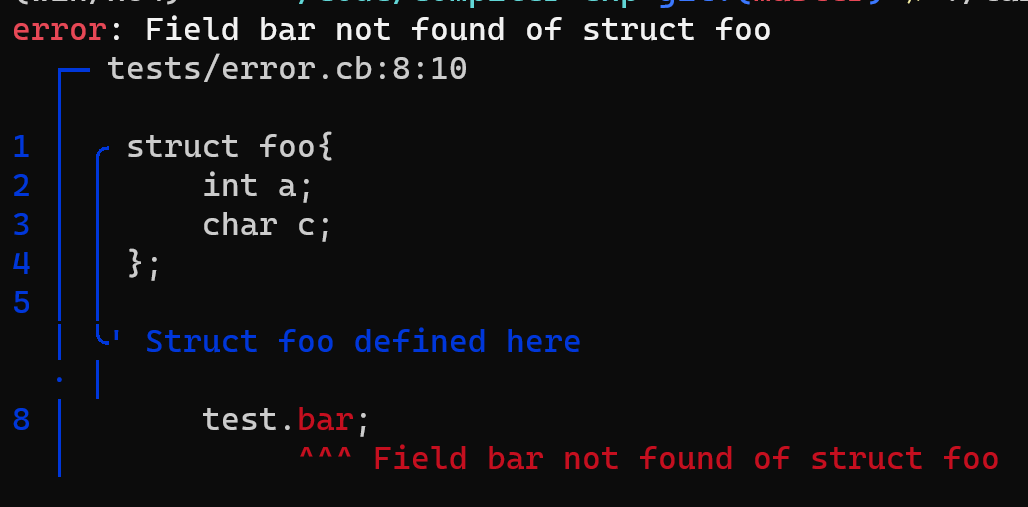 error: Field bar not found of struct foo
tests/error.cb:8:10
1 struct foo{
2 int a;
3 char c;
4 };
5
' Struct foo defined here
·
8 test.bar;
^^^ Field bar not found of struct foo